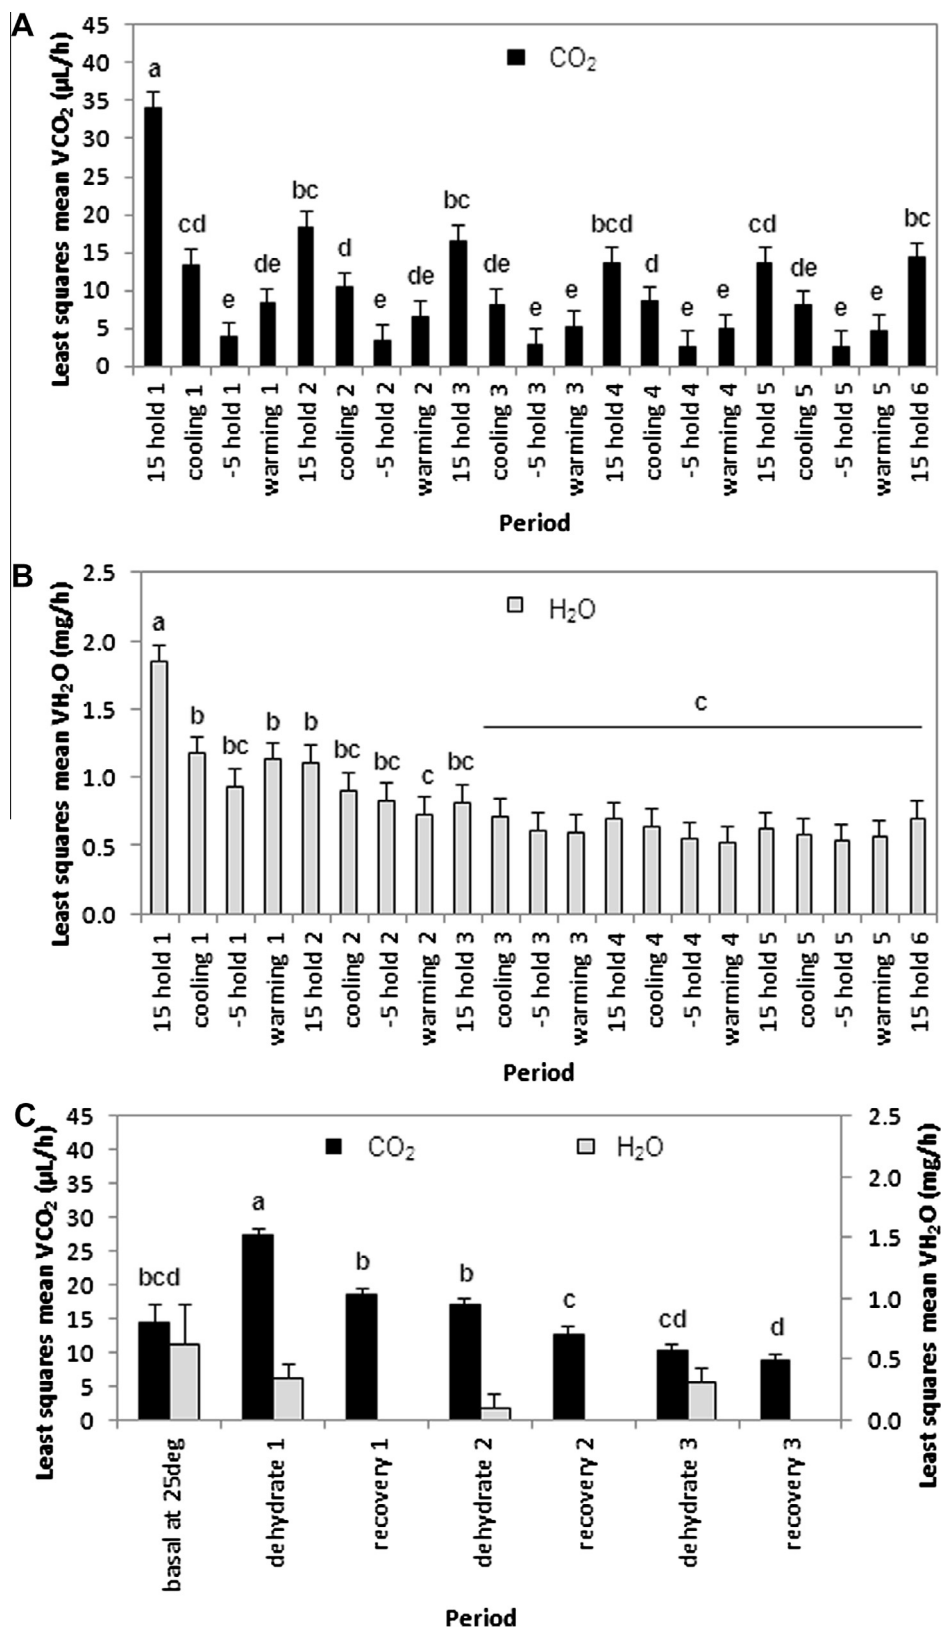 A
Least squares mean VCO₂ (µL/h)
45
40
35
30
25
20
15
10
5
0
CO₂
a
cd
e
de
bc
d
e
de
bc
de
e
e
bcd
d
e
e
cd
de
e
e
bc
15 hold 1
cooling 1
-5 hold 1
warming 1
15 hold 2
cooling 2
-5 hold 2
warming 2
15 hold 3
cooling 3
-5 hold 3
warming 3
15 hold 4
cooling 4
-5 hold 4
warming 4
15 hold 5
cooling 5
-5 hold 5
warming 5
15 hold 6
Period
B
Least squares mean VH₂O (mg/h)
2.5
2.0
1.5
1.0
0.5
0.0
H₂O
a
b
bc
b
b
bc
bc
c
bc
c
15 hold 1
cooling 1
-5 hold 1
warming 1
15 hold 2
cooling 2
-5 hold 2
warming 2
15 hold 3
cooling 3
-5 hold 3
warming 3
15 hold 4
cooling 4
-5 hold 4
warming 4
15 hold 5
cooling 5
-5 hold 5
warming 5
15 hold 6
Period
C
Least squares mean VCO₂ (µL/h)
45
40
35
30
25
20
15
10
5
0
CO₂
H₂O
bcd
a
b
b
c
cd
d
2.5
2.0
1.5
1.0
0.5
0.0
Least squares mean VH₂O (mg/h)
basal at 25deg
dehydrate 1
recovery 1
dehydrate 2
recovery 2
dehydrate 3
recovery 3
Period